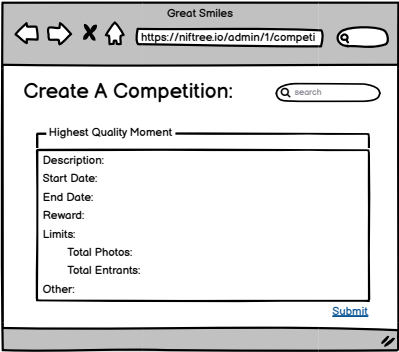 Great Smiles
https://niftree.io/admin/1/competi
Create A Competition:
search
Highest Quality Moment
Description:
Start Date:
End Date:
Reward:
Limits:
Total Photos:
Total Entrants:
Other:
Submit